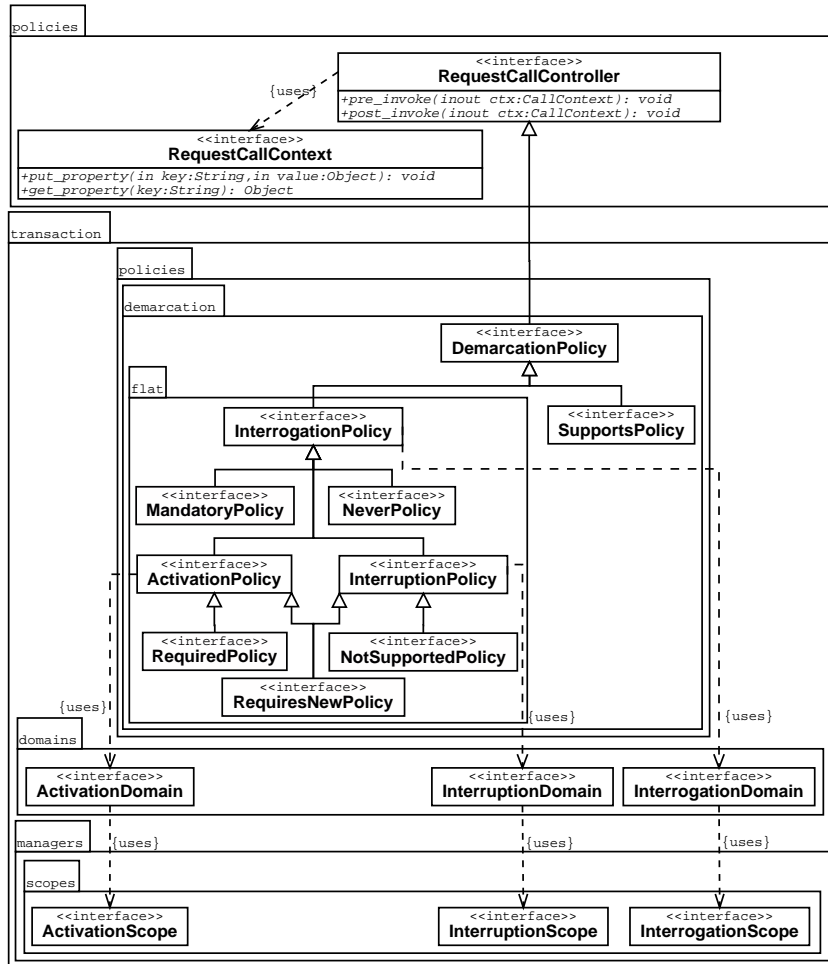 policies
<<interface>>
RequestCallController
+pre_invoke(inout ctx:CallContext): void
+post_invoke(inout ctx:CallContext): void
{uses}
<<interface>>
RequestCallContext
+put_property(in key:String,in value:Object): void
+get_property(key:String): Object
transaction
policies
demarcation
<<interface>>
DemarcationPolicy
flat
<<interface>>
InterrogationPolicy
<<interface>>
SupportsPolicy
<<interface>>
MandatoryPolicy
<<interface>>
NeverPolicy
<<interface>>
ActivationPolicy
<<interface>>
InterruptionPolicy
<<interface>>
RequiredPolicy
<<interface>>
NotSupportedPolicy
<<interface>>
RequiresNewPolicy
{uses}
{uses}
{uses}
domains
<<interface>>
ActivationDomain
<<interface>>
InterruptionDomain
<<interface>>
InterrogationDomain
managers
{uses}
{uses}
{uses}
scopes
<<interface>>
ActivationScope
<<interface>>
InterruptionScope
<<interface>>
InterrogationScope